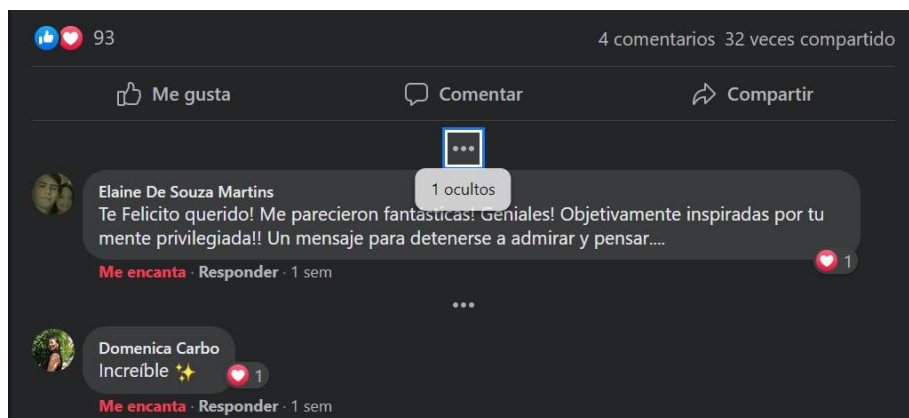 93
4 comentarios 32 veces compartido
Me gusta
Comentar
Compartir
1 ocultos
Elaine De Souza Martins
Te Felicito querido! Me parecieron fantásticas! Geniales! Objetivamente inspiradas por tu
mente privilegiada!! Un mensaje para detenerse a admirar y pensar....
1
Me encanta · Responder · 1 sem
Domenica Carbo
Increíble ✨
1
Me encanta · Responder · 1 sem